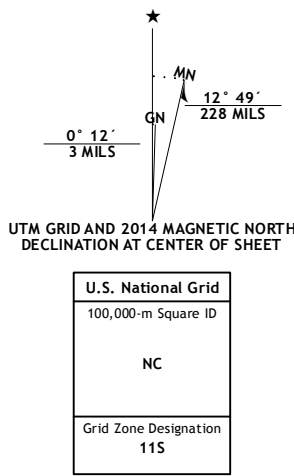 MN
GN
12° 49´
228 MILS
0° 12´
3 MILS
UTM GRID AND 2014 MAGNETIC NORTH
DECLINATION AT CENTER OF SHEET
U.S. National Grid
100,000-m Square ID
NC
Grid Zone Designation
11S